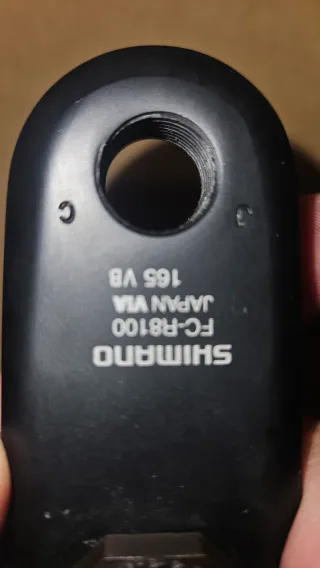 SHIMANO
FC-R8100
JAPAN VIA
165 VB